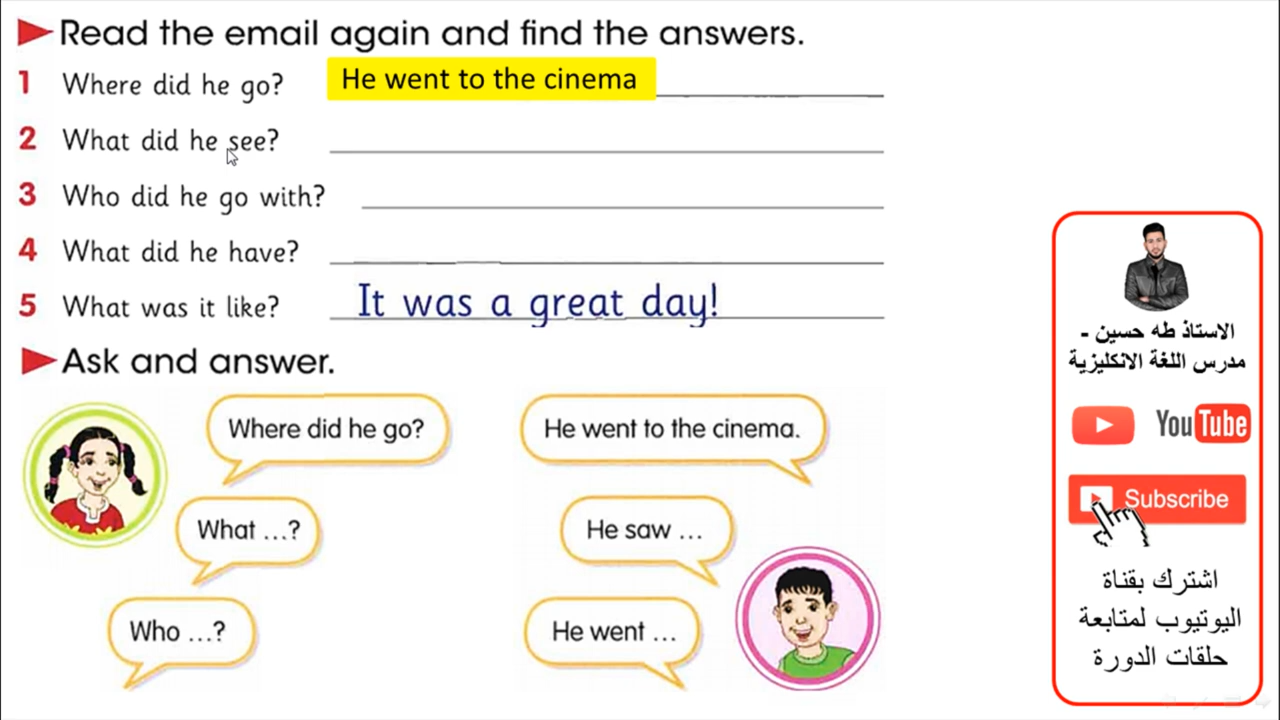 Read the email again and find the answers.
1 Where did he go? He went to the cinema
2 What did he see?
3 Who did he go with?
4 What did he have?
5 What was it like? It was a great day!
Ask and answer.
Where did he go?
He went to the cinema.
What ...?
He saw ...
Who ...?
He went ...
الاستاذ طه حسين -
مدرس اللغة الانكليزية
YouTube
Subscribe
اشترك بقناة
اليوتيوب لمتابعة
حلقات الدورة